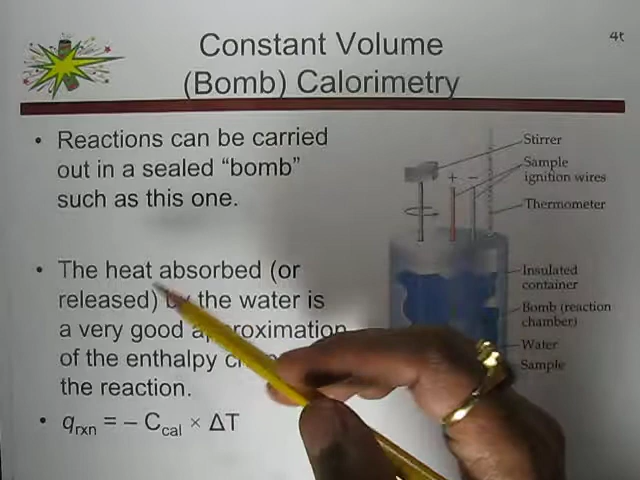 4t
Constant Volume
(Bomb) Calorimetry
• Reactions can be carried
out in a sealed “bomb”
such as this one.
• The heat absorbed (or
released) by the water is
a very good approximation
of the enthalpy
the reaction.
• qrxn = – Ccal × ΔT
Stirrer
+ –
Sample
ignition wires
Thermometer
Insulated
container
Bomb (reaction
chamber)
Water
Sample